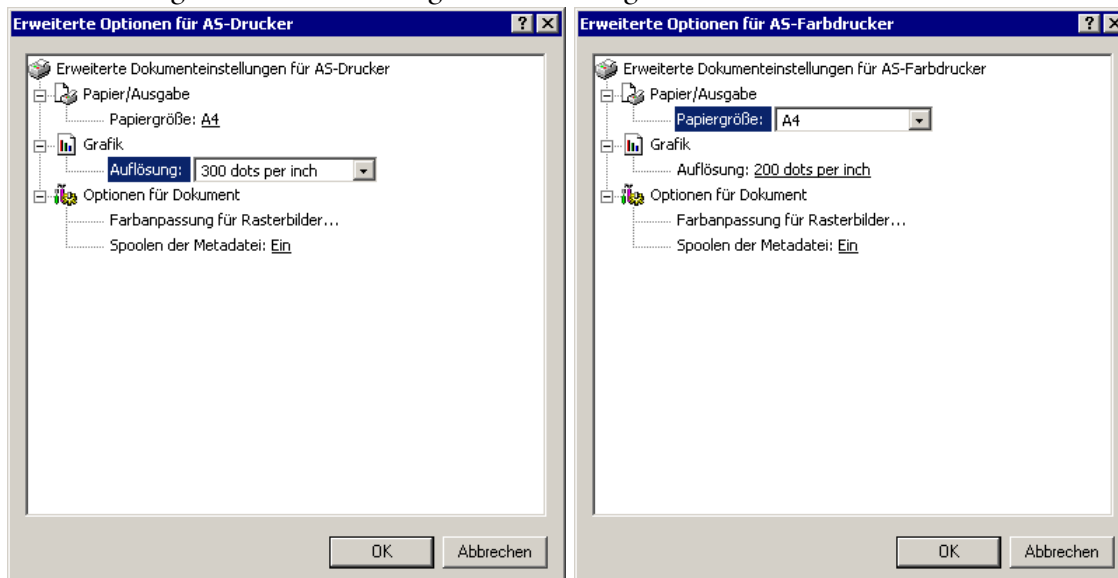 Erweiterte Optionen für AS-Drucker
Erweiterte Dokumenteinstellungen für AS-Drucker
Papier/Ausgabe
Papiergröße: A4
Grafik
Auflösung: 300 dots per inch
Optionen für Dokument
Farbanpassung für Rasterbilder...
Spoolen der Metadatei: Ein
OK Abbrechen
Erweiterte Optionen für AS-Farbdrucker
Erweiterte Dokumenteinstellungen für AS-Farbdrucker
Papier/Ausgabe
Papiergröße: A4
Grafik
Auflösung: 200 dots per inch
Optionen für Dokument
Farbanpassung für Rasterbilder...
Spoolen der Metadatei: Ein
OK Abbrechen